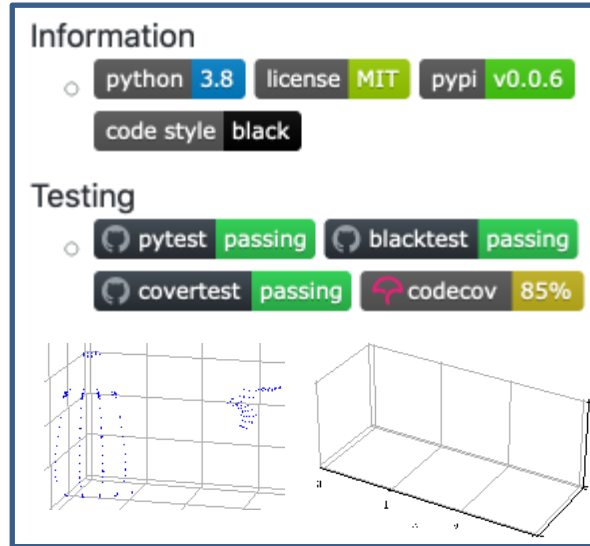 Information
python 3.8 license MIT pypi v0.0.6
code style black
Testing
pytest passing blacktest passing
covertest passing codecov 85%